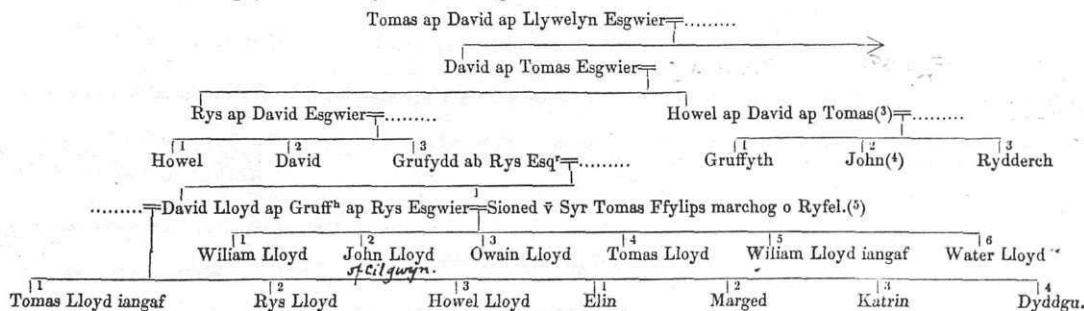 Tomas ap David ap Llywelyn Esgwier.........
David ap Tomas Esgwier
Rys ap David Esgwier......... Howel ap David ap Tomas(³).........
1 2 3 1 2 3
Howel David Grufydd ab Rys Esqʳ......... Gruffyth John(⁴) Rydderch
.........David Lloyd ap Gruffʰ ap Rys Esgwier Sioned v̄ Syr Tomas Ffylips marchog o Ryfel.(⁵)
1 2 3 4 5 6
Wiliam Lloyd John Lloyd Owain Lloyd Tomas Lloyd Wiliam Lloyd iangaf Water Lloyd
of Cilgwyn.
1 2 3 1 2 3 4
Tomas Lloyd iangaf Rys Lloyd Howel Lloyd Elin Marged Katrin Dyddgu.